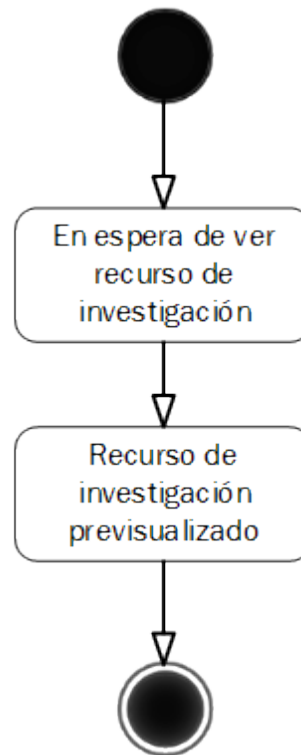 En espera de ver
recurso de
investigación
Recurso de
investigación
previsualizado